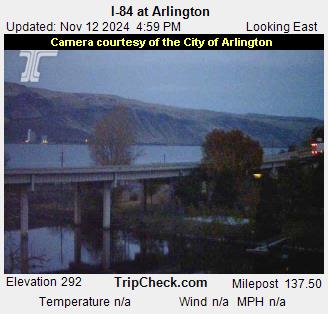 I-84 at Arlington
Updated: Nov 12 2024 4:59 PM Looking East
Camera courtesy of the City of Arlington
Elevation 292 TripCheck.com Milepost 137.50
Temperature n/a Wind n/a MPH n/a